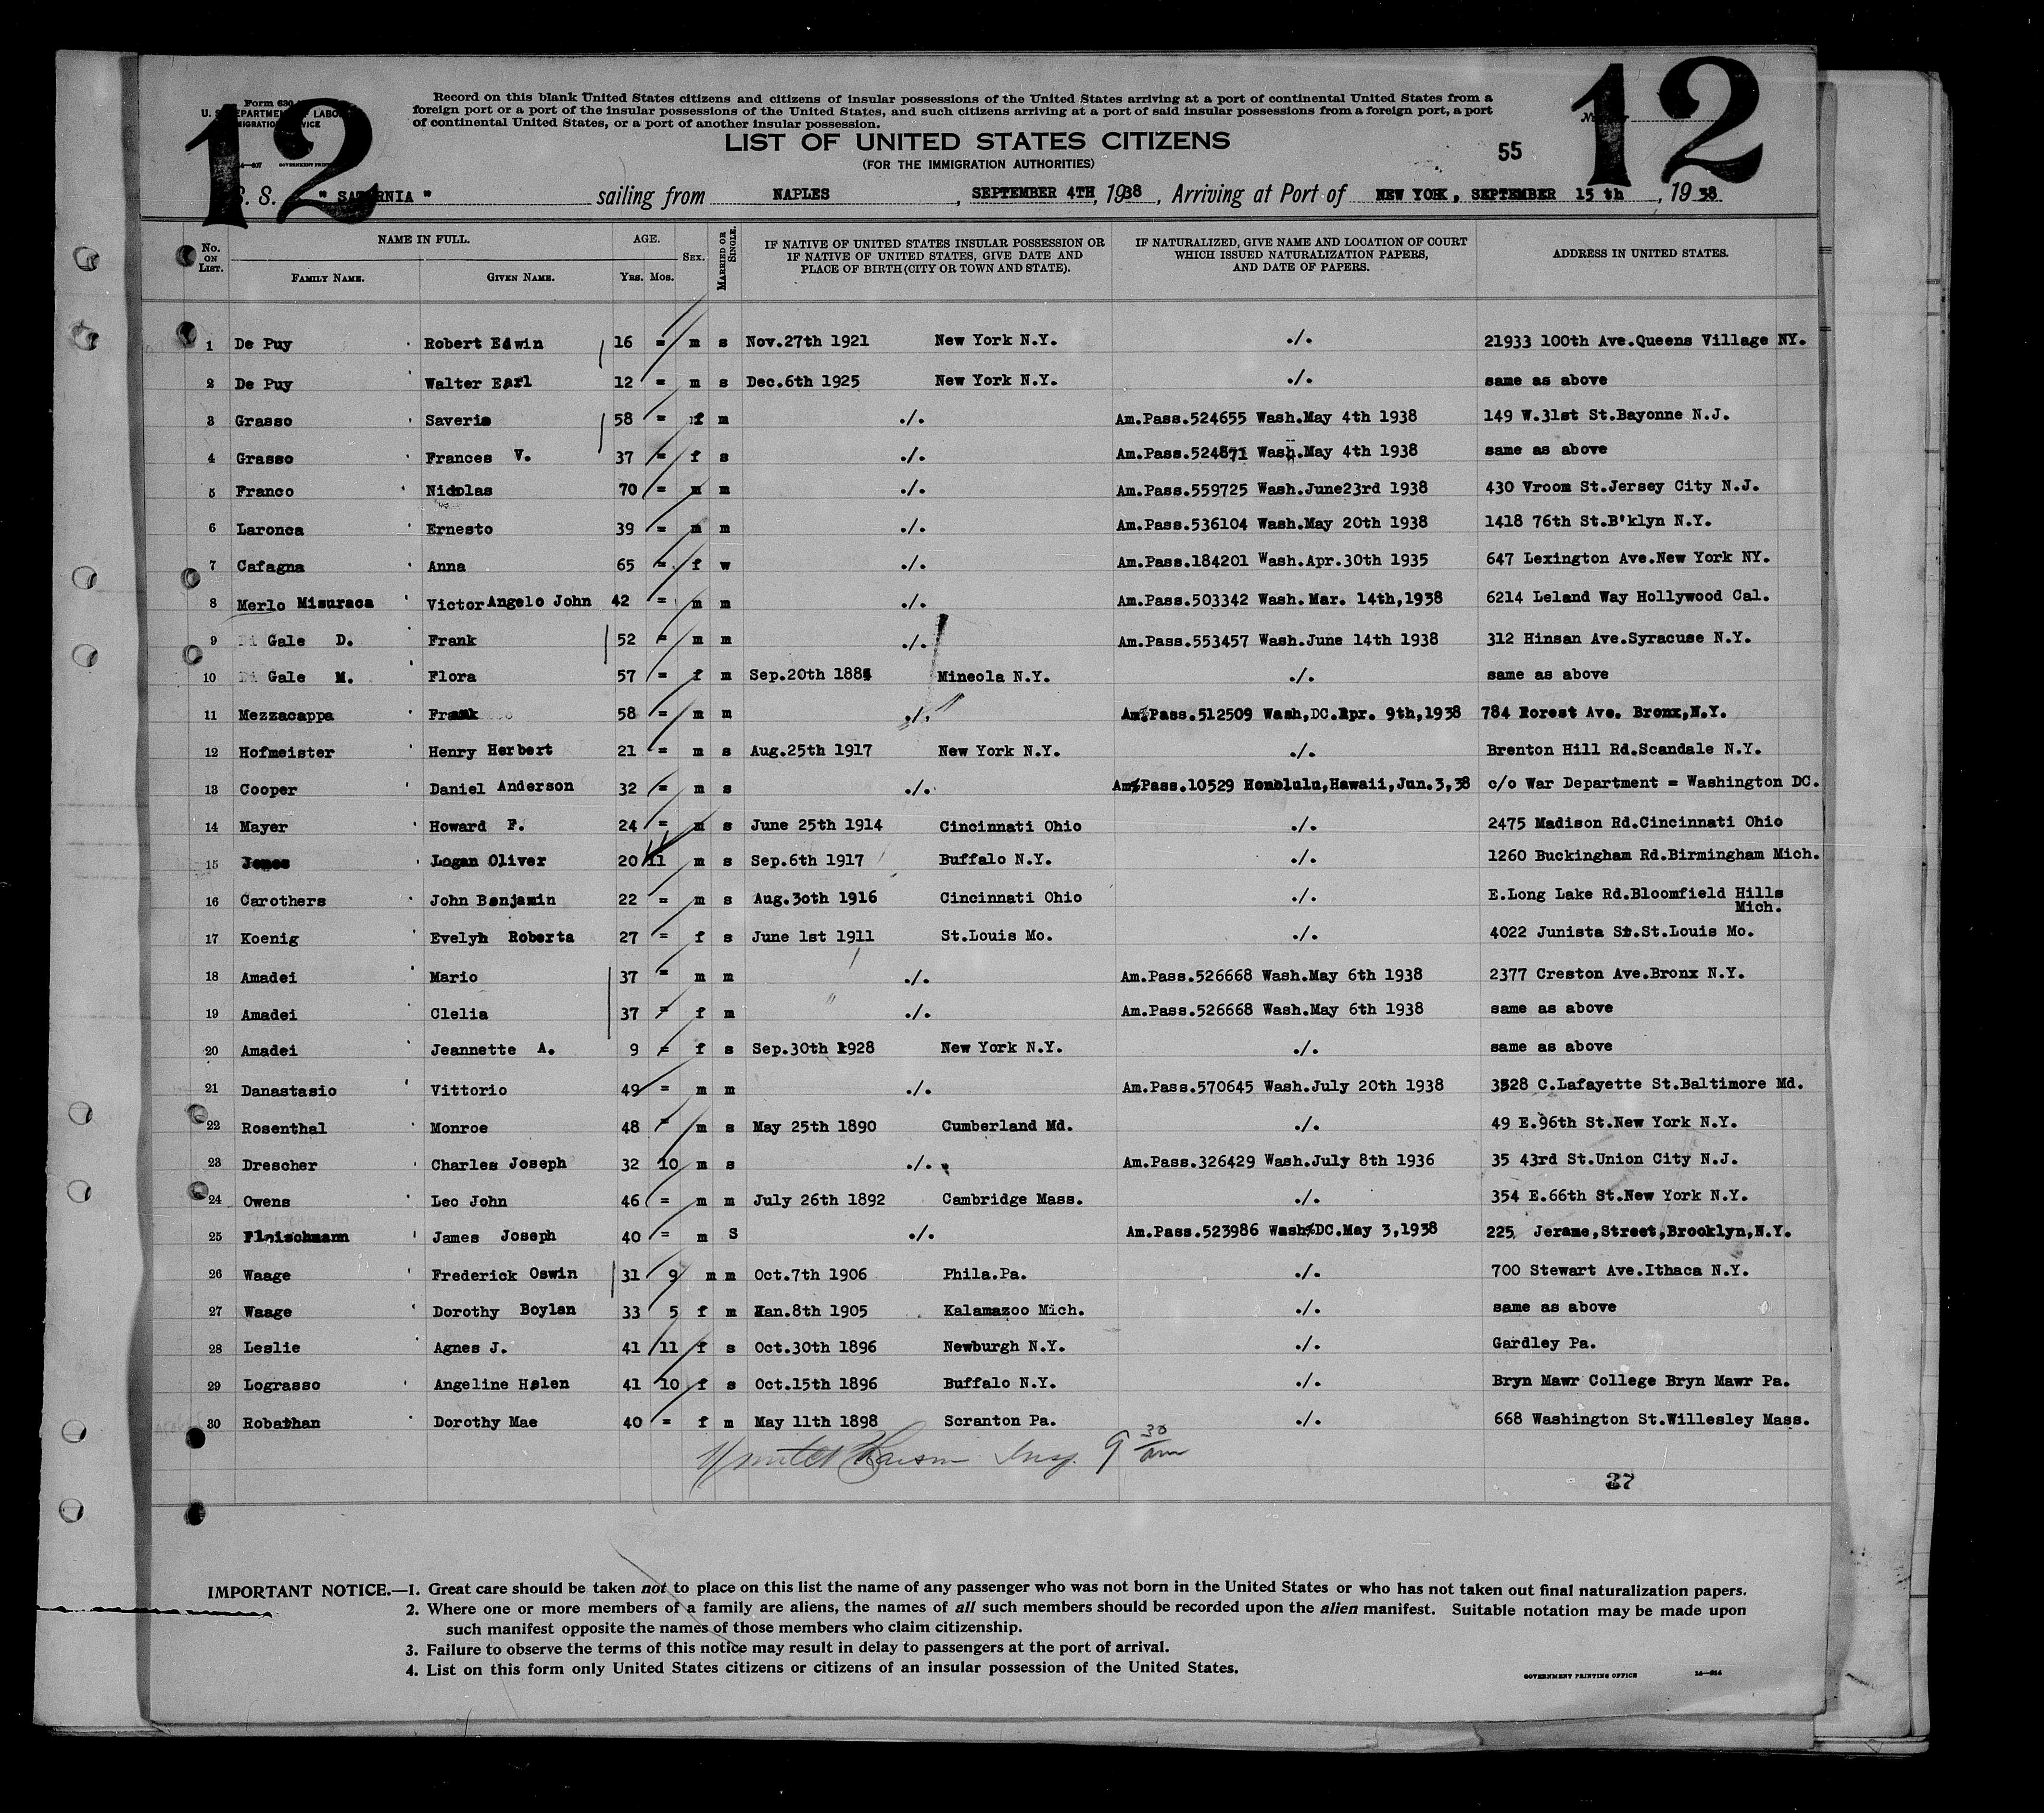 12
12
Form 630
U. S. DEPARTMENT OF LABOR
IMMIGRATION SERVICE
Record on this blank United States citizens and citizens of insular possessions of the United States arriving at a port of continental United States from a
foreign port or a port of the insular possessions of the United States, and such citizens arriving at a port of said insular possessions from a foreign port, a port
of continental United States, or a port of another insular possession.
LIST OF UNITED STATES CITIZENS
(FOR THE IMMIGRATION AUTHORITIES)
55
S. S. " SATURNIA " sailing from NAPLES , SEPTEMBER 4TH, 1938 , Arriving at Port of NEW YORK, SEPTEMBER 15 th , 19 38
No. ON LIST. NAME IN FULL. AGE. SEX. MARRIED OR SINGLE. IF NATIVE OF UNITED STATES INSULAR POSSESSION OR IF NATIVE OF UNITED STATES, GIVE DATE AND PLACE OF BIRTH (CITY OR TOWN AND STATE). IF NATURALIZED, GIVE NAME AND LOCATION OF COURT WHICH ISSUED NATURALIZATION PAPERS, AND DATE OF PAPERS. ADDRESS IN UNITED STATES.
FAMILY NAME. GIVEN NAME. YRS. MOS.
1 De Puy Robert Edwin 16 = m s Nov.27th 1921 New York N.Y. ./. 21933 100th Ave.Queens Village NY.
2 De Puy Walter Earl 12 = m s Dec.6th 1925 New York N.Y. ./. same as above
3 Grasso Saveria 58 = f m ./. Am.Pass.524655 Wash.May 4th 1938 149 W.31st St.Bayonne N.J.
4 Grasso Frances V. 37 = f s ./. Am.Pass.524571 Wash.May 4th 1938 same as above
5 Franco Nicolas 70 = m m ./. Am.Pass.559725 Wash.June23rd 1938 430 Vroom St.Jersey City N.J.
6 Laronca Ernesto 39 = m m ./. Am.Pass.536104 Wash.May 20th 1938 1418 76th St.B'klyn N.Y.
7 Cafagna Anna 65 = f w ./. Am.Pass.184201 Wash.Apr.30th 1935 647 Lexington Ave.New York NY.
8 Merlo Misuraca Victor Angelo John 42 = m m ./. Am.Pass.503342 Wash. Mar. 14th,1938 6214 Leland Way Hollywood Cal.
9 Gale D. Frank 52 = m m ./. Am.Pass.553457 Wash.June 14th 1938 312 Hinsan Ave.Syracuse N.Y.
10 Gale M. Flora 57 = f m Sep.20th 1881 Mineola N.Y. ./. same as above
11 Mezzacappa Frank 58 = m m ./. Am.Pass.512509 Wash,DC.Apr. 9th,1938 784 Forest Ave. Bronx,N.Y.
12 Hofmeister Henry Herbert 21 = m s Aug.25th 1917 New York N.Y. ./. Brenton Hill Rd.Scandale N.Y.
13 Cooper Daniel Anderson 32 = m s ./. Am.Pass.10529 Honolulu,Hawaii,Jun.3,38 c/o War Department = Washington DC.
14 Mayer Howard F. 24 = m s June 25th 1914 Cincinnati Ohio ./. 2475 Madison Rd.Cincinnati Ohio
15 Jones Logan Oliver 20 11 m s Sep.6th 1917 Buffalo N.Y. ./. 1260 Buckingham Rd.Birmingham Mich.
16 Carothers John Benjamin 22 = m s Aug.30th 1916 Cincinnati Ohio ./. E.Long Lake Rd.Bloomfield Hills
Mich.
17 Koenig Evelyn Roberta 27 = f s June 1st 1911 St.Louis Mo. ./. 4022 Junista St.St.Louis Mo.
18 Amadei Mario 37 = m m ./. Am.Pass.526668 Wash.May 6th 1938 2377 Creston Ave.Bronx N.Y.
19 Amadei Clelia 37 = f m ./. Am.Pass.526668 Wash.May 6th 1938 same as above
20 Amadei Jeannette A. 9 = f s Sep.30th 1928 New York N.Y. ./. same as above
21 Danastasio Vittorio 49 = m m ./. Am.Pass.570645 Wash.July 20th 1938 3528 C.Lafayette St.Baltimore Md.
22 Rosenthal Monroe 48 = m s May 25th 1890 Cumberland Md. ./. 49 E.96th St.New York N.Y.
23 Drescher Charles Joseph 32 10 m s ./. Am.Pass.326429 Wash.July 8th 1936 35 43rd St.Union City N.J.
24 Owens Leo John 46 = m m July 26th 1892 Cambridge Mass. ./. 354 E.66th St.New York N.Y.
25 Fleischmann James Joseph 40 = m S ./. Am.Pass.523986 Wash.DC.May 3,1938 225 Jerame,Street,Brooklyn,N.Y.
26 Waage Frederick Oswin 31 9 m m Oct.7th 1906 Phila.Pa. ./. 700 Stewart Ave.Ithaca N.Y.
27 Waage Dorothy Boylan 33 5 f m Jan.8th 1905 Kalamazoo Mich. ./. same as above
28 Leslie Agnes J. 41 11 f s Oct.30th 1896 Newburgh N.Y. ./. Gardley Pa.
29 Lograsso Angeline Helen 41 10 f s Oct.15th 1896 Buffalo N.Y. ./. Bryn Mawr College Bryn Mawr Pa.
30 Robathan Dorothy Mae 40 = f m May 11th 1898 Scranton Pa. ./. 668 Washington St.Willesley Mass.
Insp. 9 30 am
37
IMPORTANT NOTICE.—1. Great care should be taken not to place on this list the name of any passenger who was not born in the United States or who has not taken out final naturalization papers.
2. Where one or more members of a family are aliens, the names of all such members should be recorded upon the alien manifest. Suitable notation may be made upon
such manifest opposite the names of those members who claim citizenship.
3. Failure to observe the terms of this notice may result in delay to passengers at the port of arrival.
4. List on this form only United States citizens or citizens of an insular possession of the United States.
GOVERNMENT PRINTING OFFICE